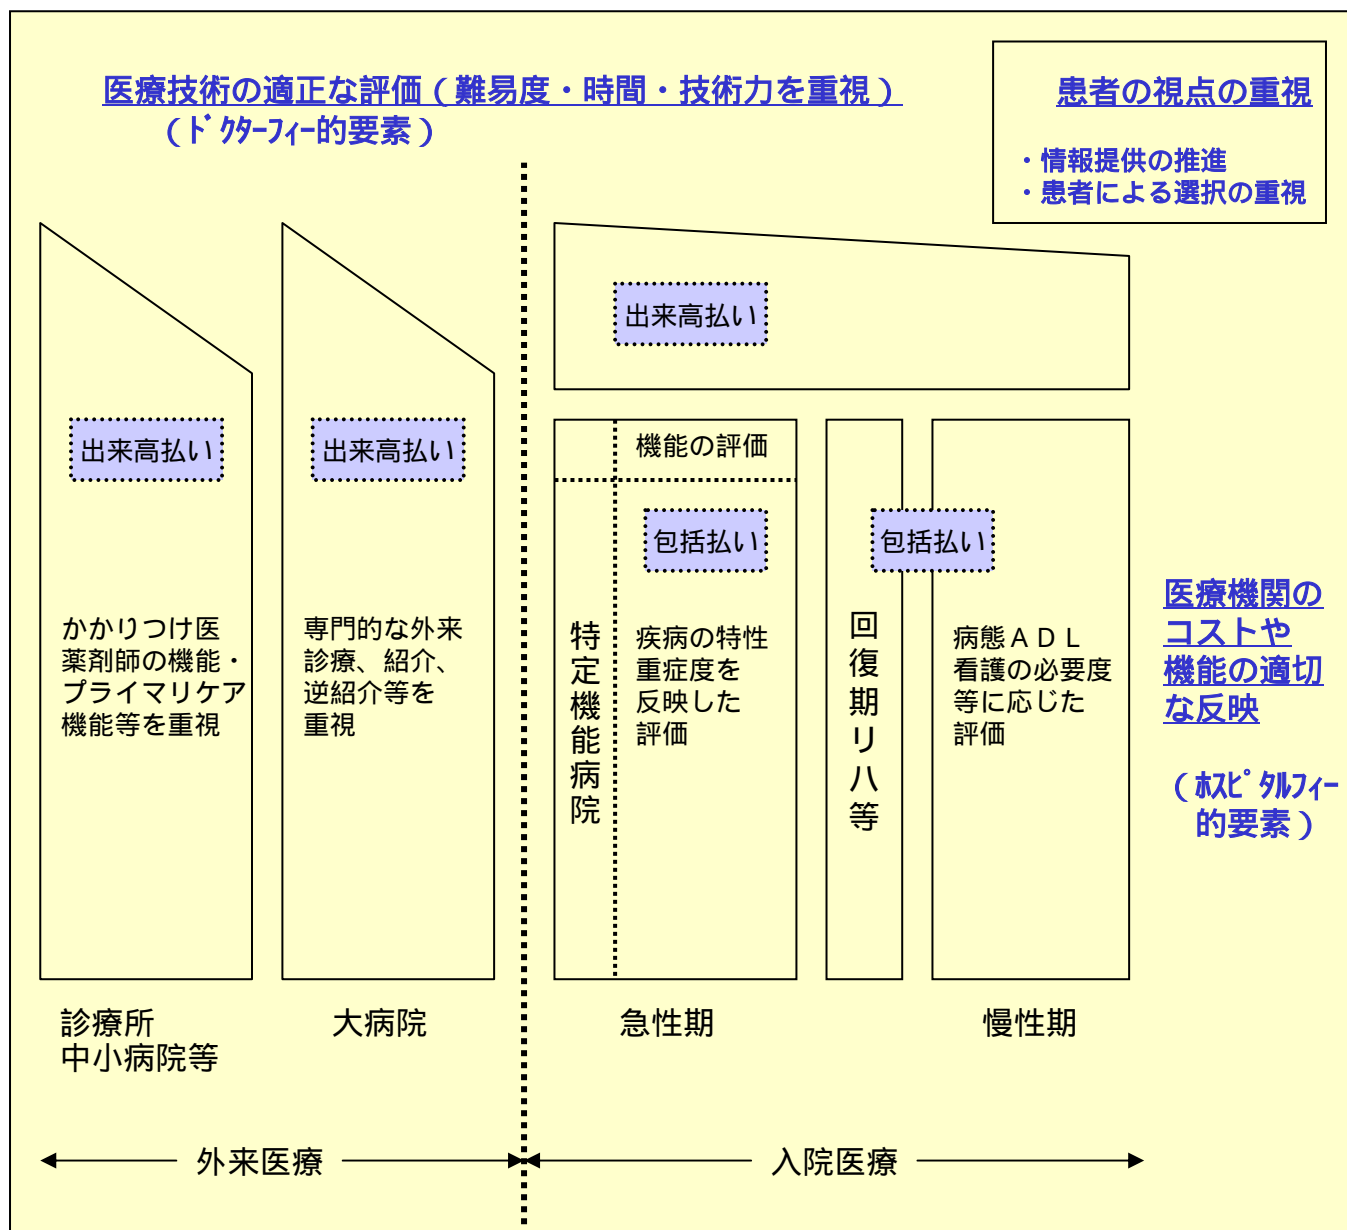 医療技術の適正な評価（難易度・時間・技術力を重視）
（ﾄﾞｸﾀｰﾌｨｰ的要素）
患者の視点の重視
・情報提供の推進
・患者による選択の重視
出来高払い
出来高払い
出来高払い
機能の評価
包括払い
包括払い
かかりつけ医
薬剤師の機能・
プライマリケア
機能等を重視
専門的な外来
診療、紹介、
逆紹介等を
重視
特定機能病院
疾病の特性
重症度を
反映した
評価
回復期リハ等
病態ＡＤＬ
看護の必要度
等に応じた
評価
医療機関の
コストや
機能の適切
な反映
（ﾎｽﾋﾟﾀﾙﾌｨｰ
的要素）
診療所
中小病院等
大病院
急性期
慢性期
外来医療
入院医療